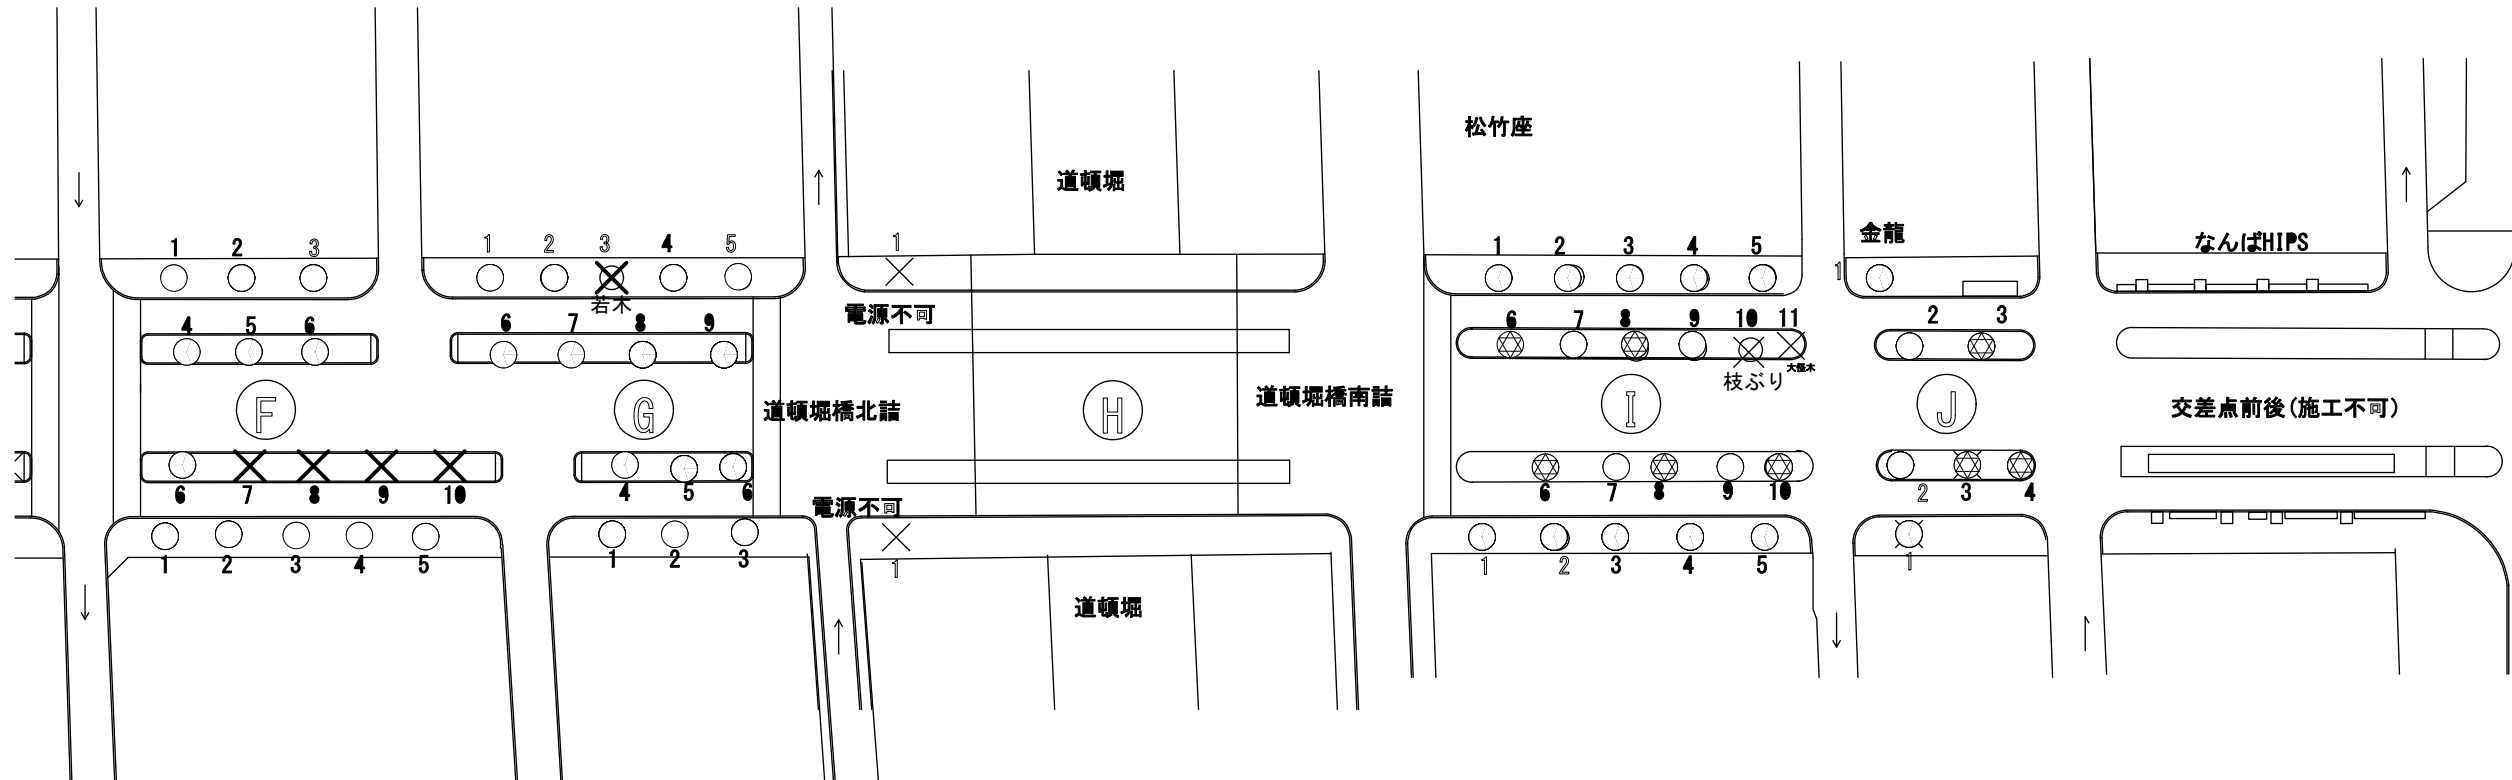 松竹座
道頓堀
金龍
なんばHIPS
1 2 3
1 2 3 4 5
1
1 2 3 4 5
1
若木
電源不可
4 5 6
6 7 8 9
6 7 8 9 10 11
2 3
枝ぶり
大怪木
F
G
道頓堀橋北詰
H
道頓堀橋南詰
I
J
交差点前後(施工不可)
6 7 8 9 10
4 5 6
6 7 8 9 10
2 3 4
電源不可
1 2 3 4 5
1 2 3
1
1 2 3 4 5
1
道頓堀